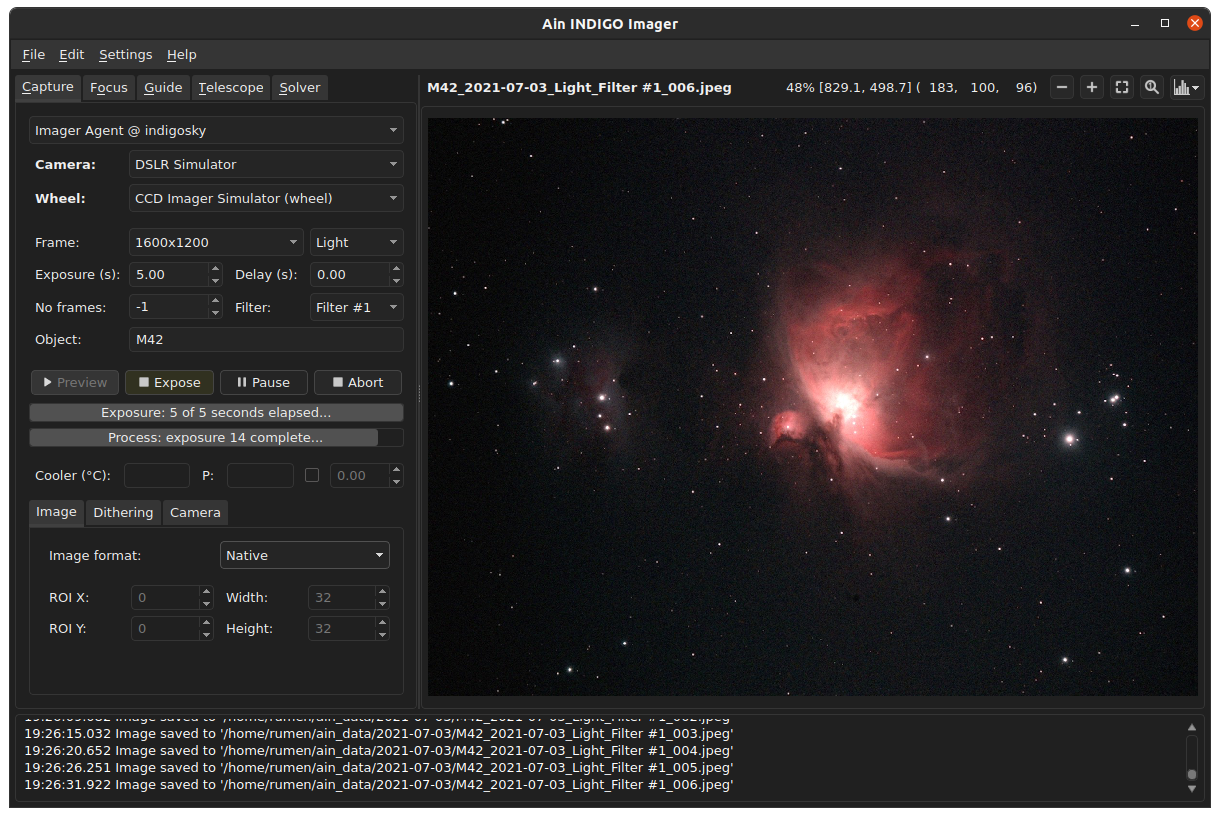 Ain INDIGO Imager
File Edit Settings Help
Capture Focus Guide Telescope Solver
M42_2021-07-03_Light_Filter #1_006.jpeg 48% [829.1, 498.7] ( 183, 100, 96)
Imager Agent @ indigosky
Camera: DSLR Simulator
Wheel: CCD Imager Simulator (wheel)
Frame: 1600x1200 Light
Exposure (s): 5.00 Delay (s): 0.00
No frames: -1 Filter: Filter #1
Object: M42
Preview Expose Pause Abort
Exposure: 5 of 5 seconds elapsed...
Process: exposure 14 complete...
Cooler (°C): P: 0.00
Image Dithering Camera
Image format: Native
ROI X: 0 Width: 32
ROI Y: 0 Height: 32
19:26:09.082 Image saved to '/home/rumen/ain_data/2021-07-03/M42_2021-07-03_Light_Filter #1_002.jpeg'
19:26:15.032 Image saved to '/home/rumen/ain_data/2021-07-03/M42_2021-07-03_Light_Filter #1_003.jpeg'
19:26:20.652 Image saved to '/home/rumen/ain_data/2021-07-03/M42_2021-07-03_Light_Filter #1_004.jpeg'
19:26:26.251 Image saved to '/home/rumen/ain_data/2021-07-03/M42_2021-07-03_Light_Filter #1_005.jpeg'
19:26:31.922 Image saved to '/home/rumen/ain_data/2021-07-03/M42_2021-07-03_Light_Filter #1_006.jpeg'